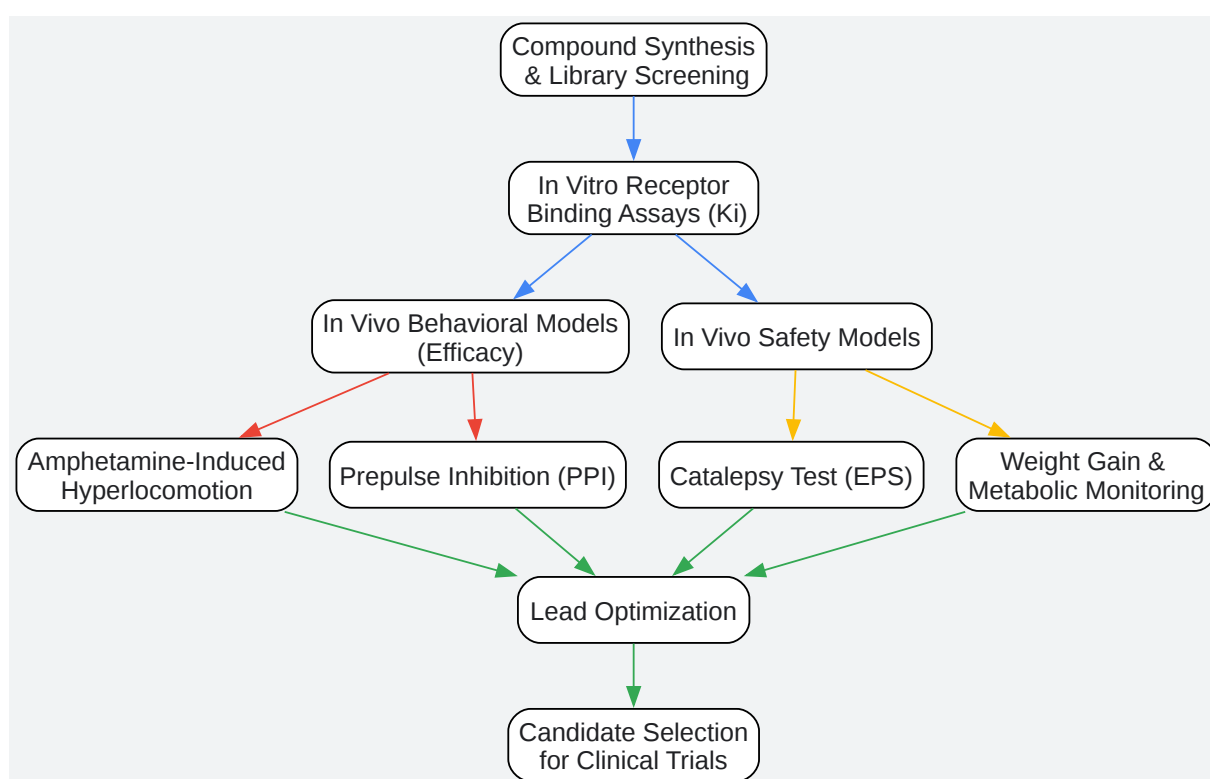 Compound Synthesis
& Library Screening
In Vitro Receptor
Binding Assays (Ki)
In Vivo Behavioral Models
(Efficacy)
In Vivo Safety Models
Amphetamine-Induced
Hyperlocomotion
Prepulse Inhibition (PPI)
Catalepsy Test (EPS)
Weight Gain &
Metabolic Monitoring
Lead Optimization
Candidate Selection
for Clinical Trials